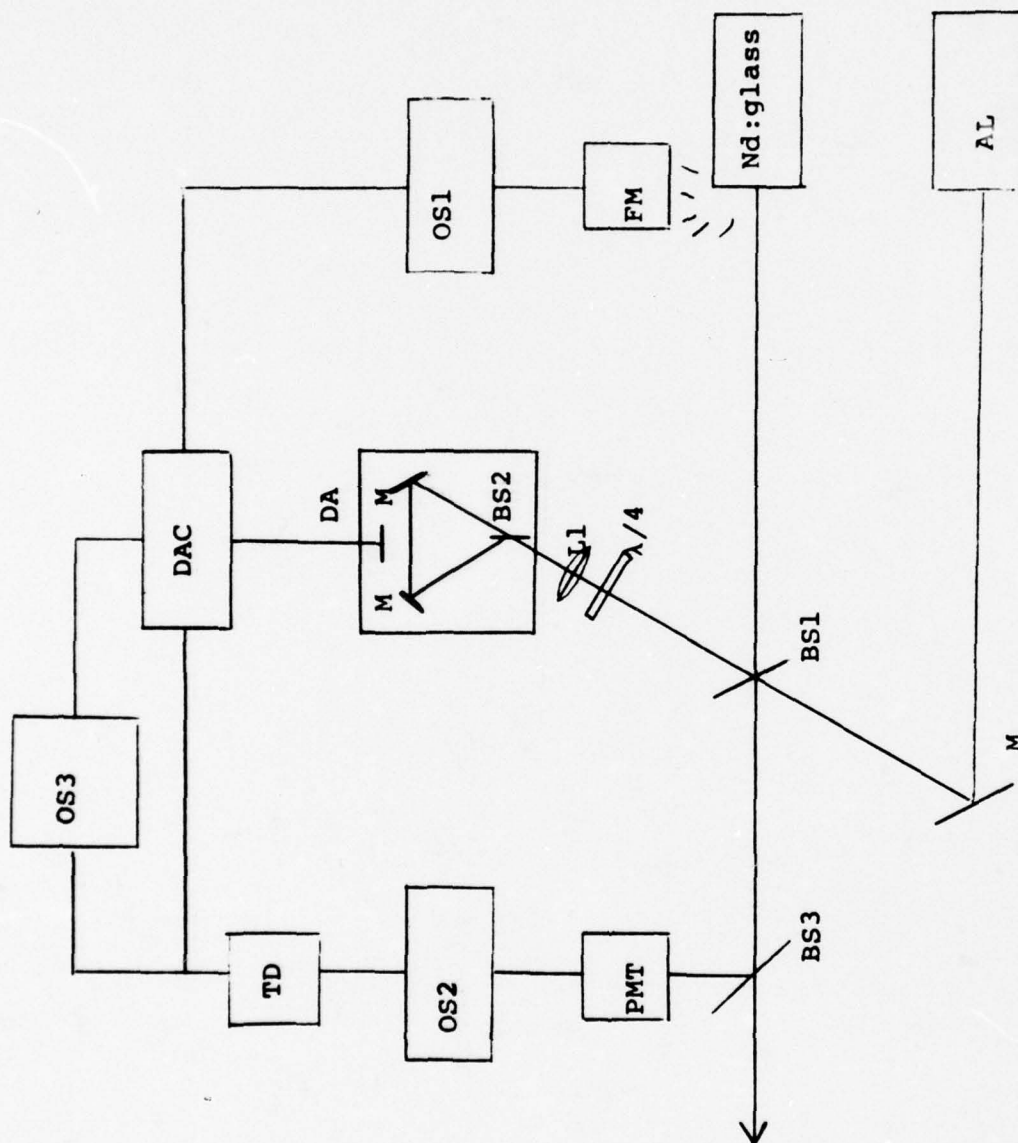 OS3
DAC
OS1
TD
DA
M
M
BS2
OS2
FM
L1
λ/4
PMT
Nd:glass
BS3
BS1
M
AL